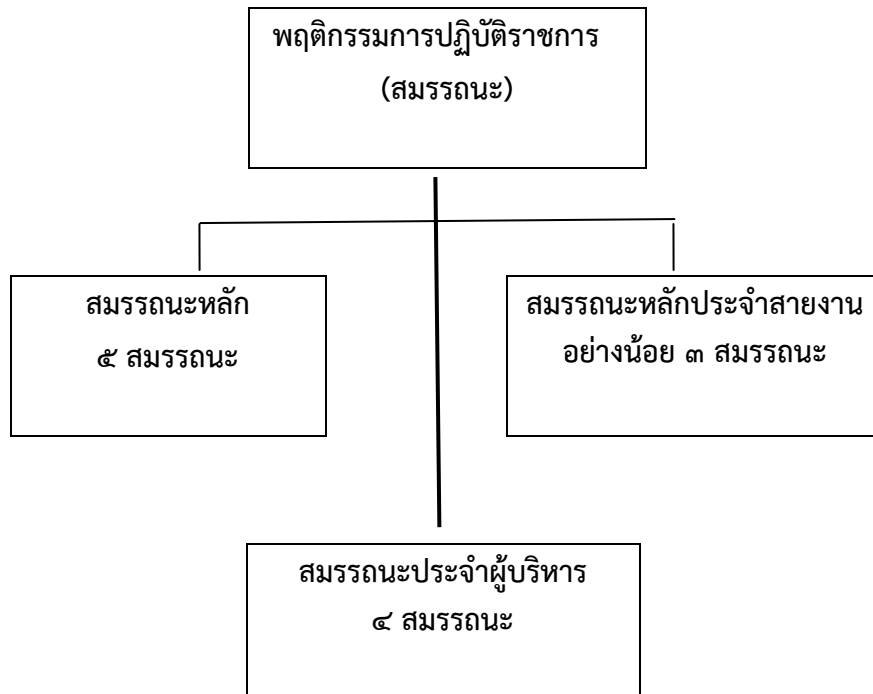 พฤติกรรมการปฏิบัติราชการ
(สมรรถนะ)
สมรรถนะหลัก
๕ สมรรถนะ
สมรรถนะหลักประจำสายงาน
อย่างน้อย ๓ สมรรถนะ
สมรรถนะประจำผู้บริหาร
๔ สมรรถนะ